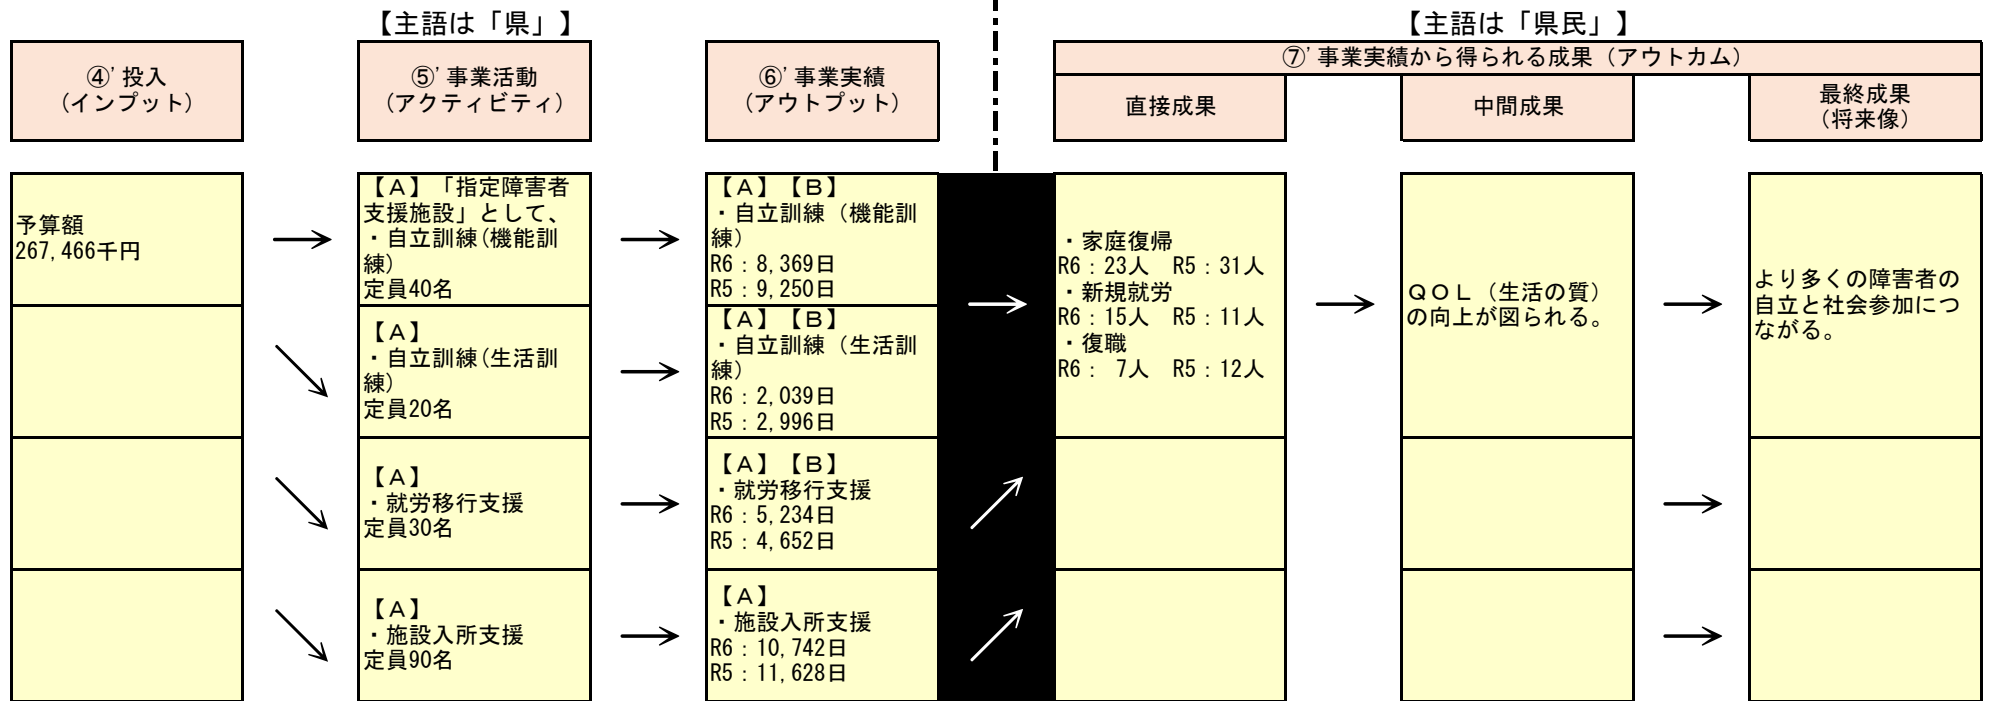 【主語は「県」】
【主語は「県民」】
④' 投入
（インプット）
⑤' 事業活動
（アクティビティ）
⑥' 事業実績
（アウトプット）
⑦' 事業実績から得られる成果（アウトカム）
直接成果
中間成果
最終成果
（将来像）
予算額
267,466千円
【Ａ】「指定障害者
支援施設」として、
・自立訓練(機能訓
練)
定員40名
【Ａ】【Ｂ】
・自立訓練（機能訓
練）
R6：8,369日
R5：9,250日
・家庭復帰
R6：23人　R5：31人
・新規就労
R6：15人　R5：11人
・復職
R6： 7人　R5：12人
ＱＯＬ（生活の質）
の向上が図られる。
より多くの障害者の
自立と社会参加につ
ながる。
【Ａ】
・自立訓練(生活訓
練)
定員20名
【Ａ】【Ｂ】
・自立訓練（生活訓
練）
R6：2,039日
R5：2,996日
【Ａ】
・就労移行支援
定員30名
【Ａ】【Ｂ】
・就労移行支援
R6：5,234日
R5：4,652日
【Ａ】
・施設入所支援
定員90名
【Ａ】
・施設入所支援
R6：10,742日
R5：11,628日